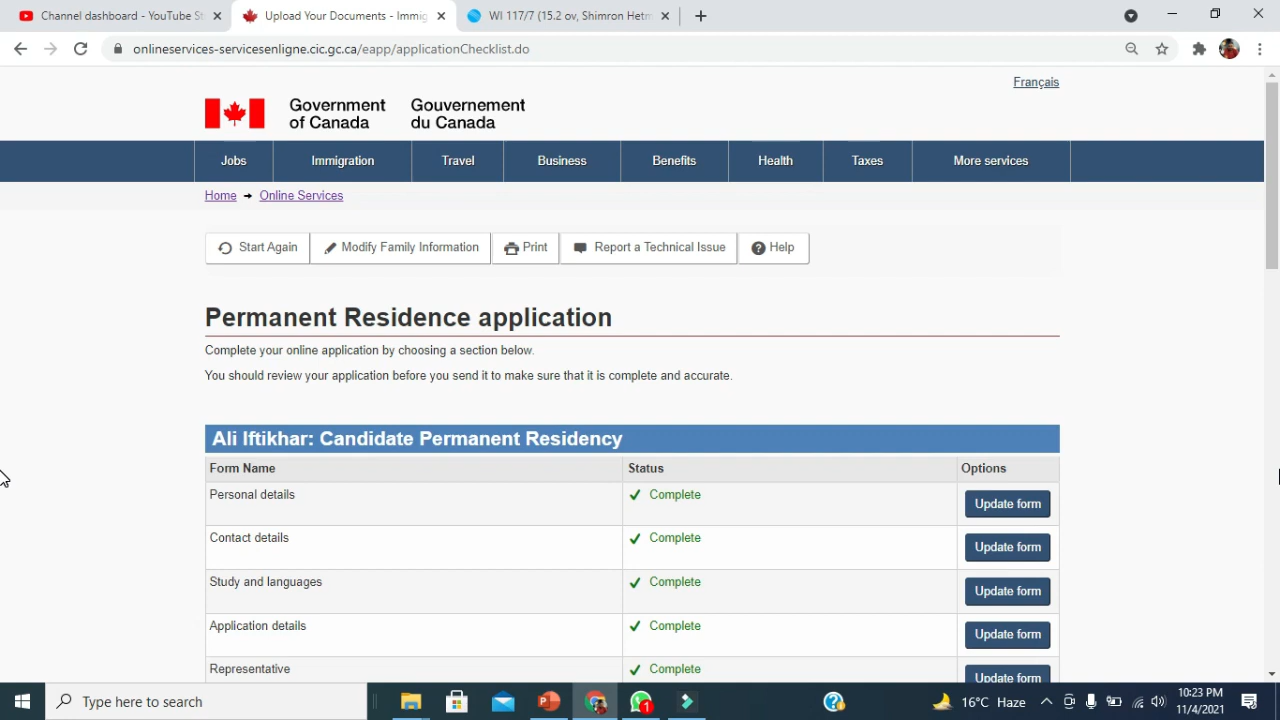 Channel dashboard - YouTube St
Upload Your Documents - Immig
WI 117/7 (15.2 ov, Shimron Hetm
onlineservices-servicesenligne.cic.gc.ca/eapp/applicationChecklist.do
Français
Government of Canada
Gouvernement du Canada
Jobs Immigration Travel Business Benefits Health Taxes More services
Home → Online Services
Start Again Modify Family Information Print Report a Technical Issue Help
Permanent Residence application
Complete your online application by choosing a section below.
You should review your application before you send it to make sure that it is complete and accurate.
Ali Iftikhar: Candidate Permanent Residency
Form Name Status Options
Personal details Complete Update form
Contact details Complete Update form
Study and languages Complete Update form
Application details Complete Update form
Representative Complete Update form
Type here to search
1
16°C Haze
10:23 PM
11/4/2021